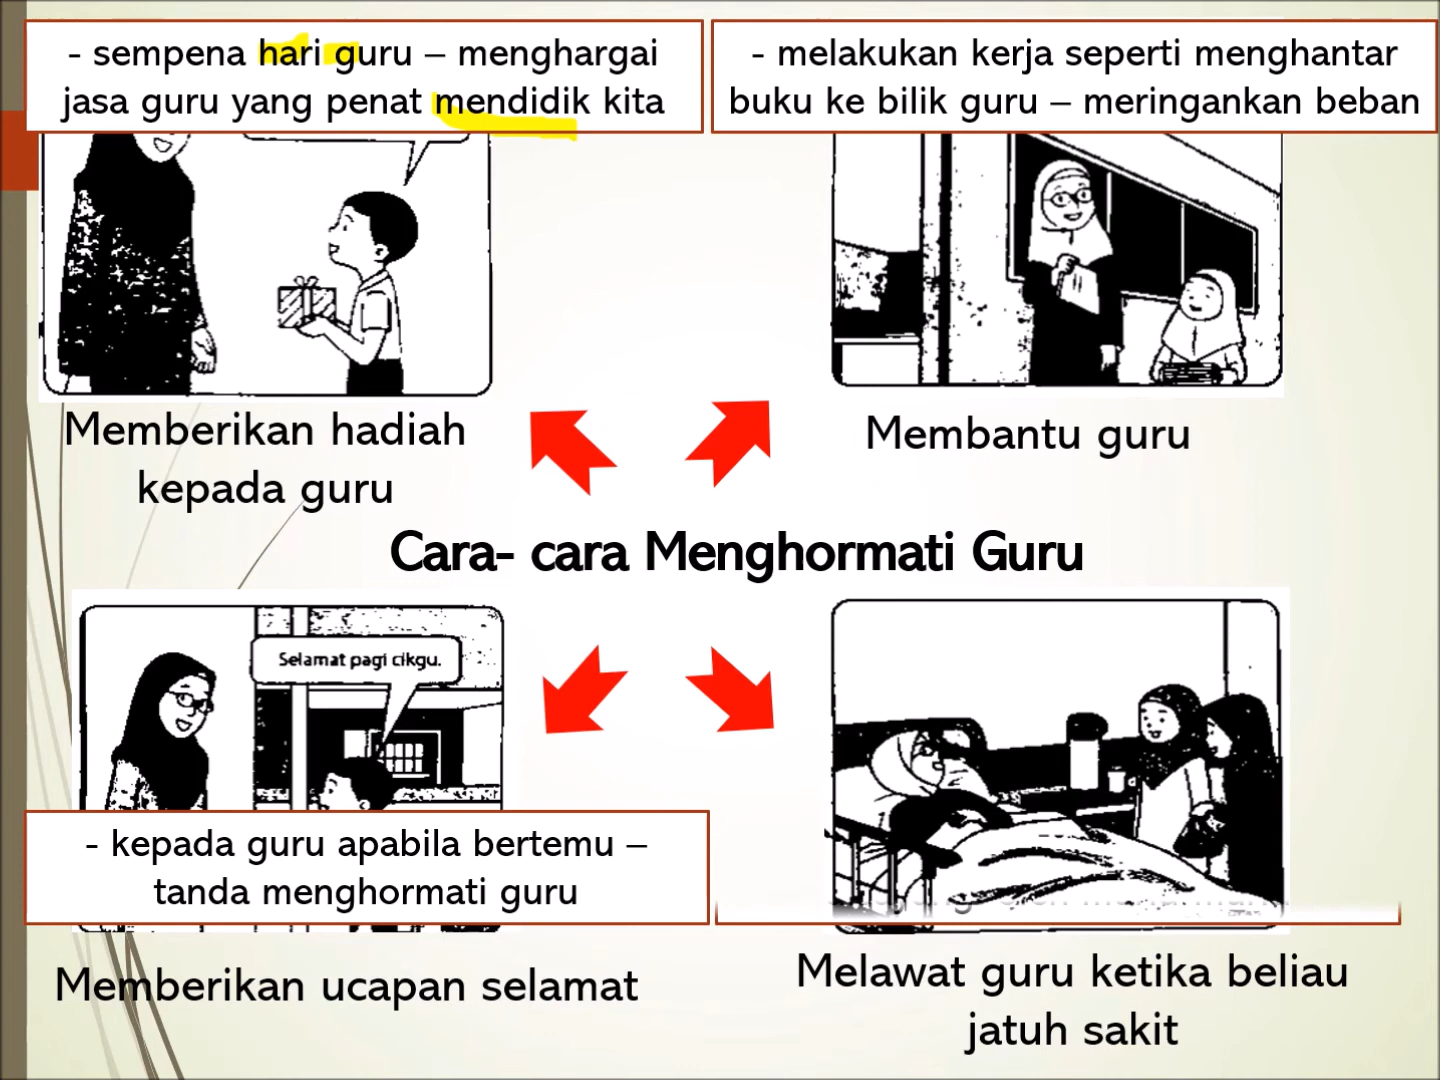 - sempena hari guru – menghargai
jasa guru yang penat mendidik kita
- melakukan kerja seperti menghantar
buku ke bilik guru – meringankan beban
Memberikan hadiah
kepada guru
Membantu guru
Cara- cara Menghormati Guru
Selamat pagi cikgu.
- kepada guru apabila bertemu –
tanda menghormati guru
Memberikan ucapan selamat
Melawat guru ketika beliau
jatuh sakit